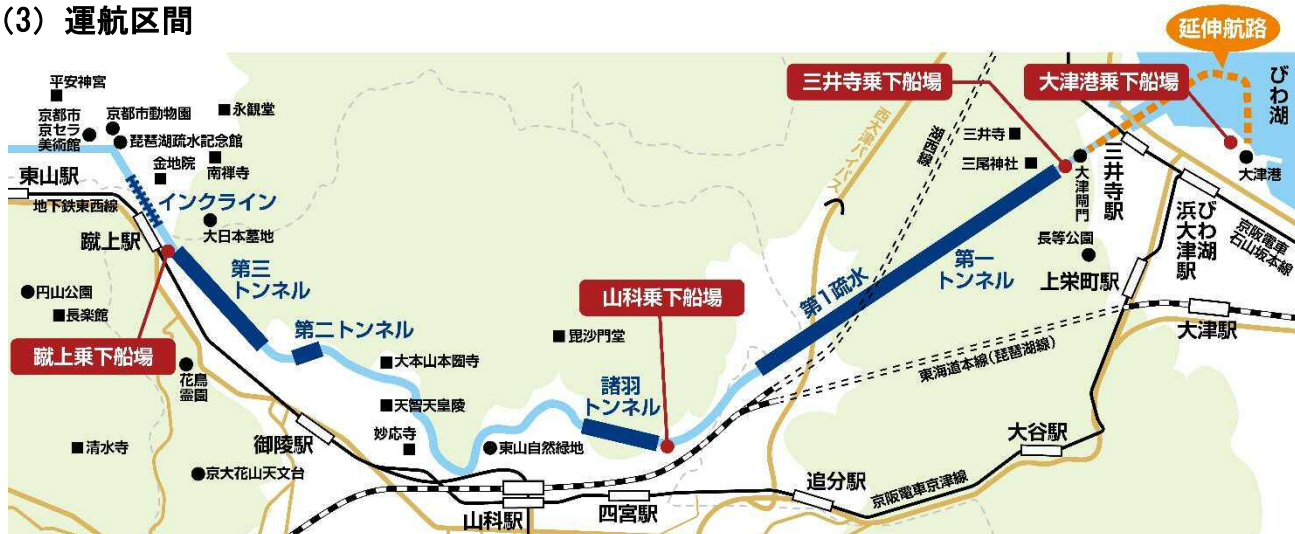 (3) 運航区間
延伸航路
びわ湖
大津港乗下船場
三井寺乗下船場
平安神宮
京都市
京セラ
美術館
京都市動物園
琵琶湖疏水記念館
永観堂
金地院
南禅寺
東山駅
地下鉄東西線
インクライン
大日本墓地
蹴上駅
円山公園
長楽館
蹴上乗下船場
第三
トンネル
第二トンネル
花鳥
霊園
清水寺
京大花山天文台
御陵駅
大本山本圀寺
天智天皇陵
妙応寺
東山自然緑地
毘沙門堂
山科乗下船場
諸羽
トンネル
山科駅
四宮駅
追分駅
京阪電車京津線
大谷駅
東海道本線(琵琶湖線)
第1疏水
第一
トンネル
西大津バイパス
湖西線
三井寺
三尾神社
大津閘門
三井寺駅
大津港
びわ湖
浜大津駅
京阪電車
石山坂本線
長等公園
上栄町駅
大津駅